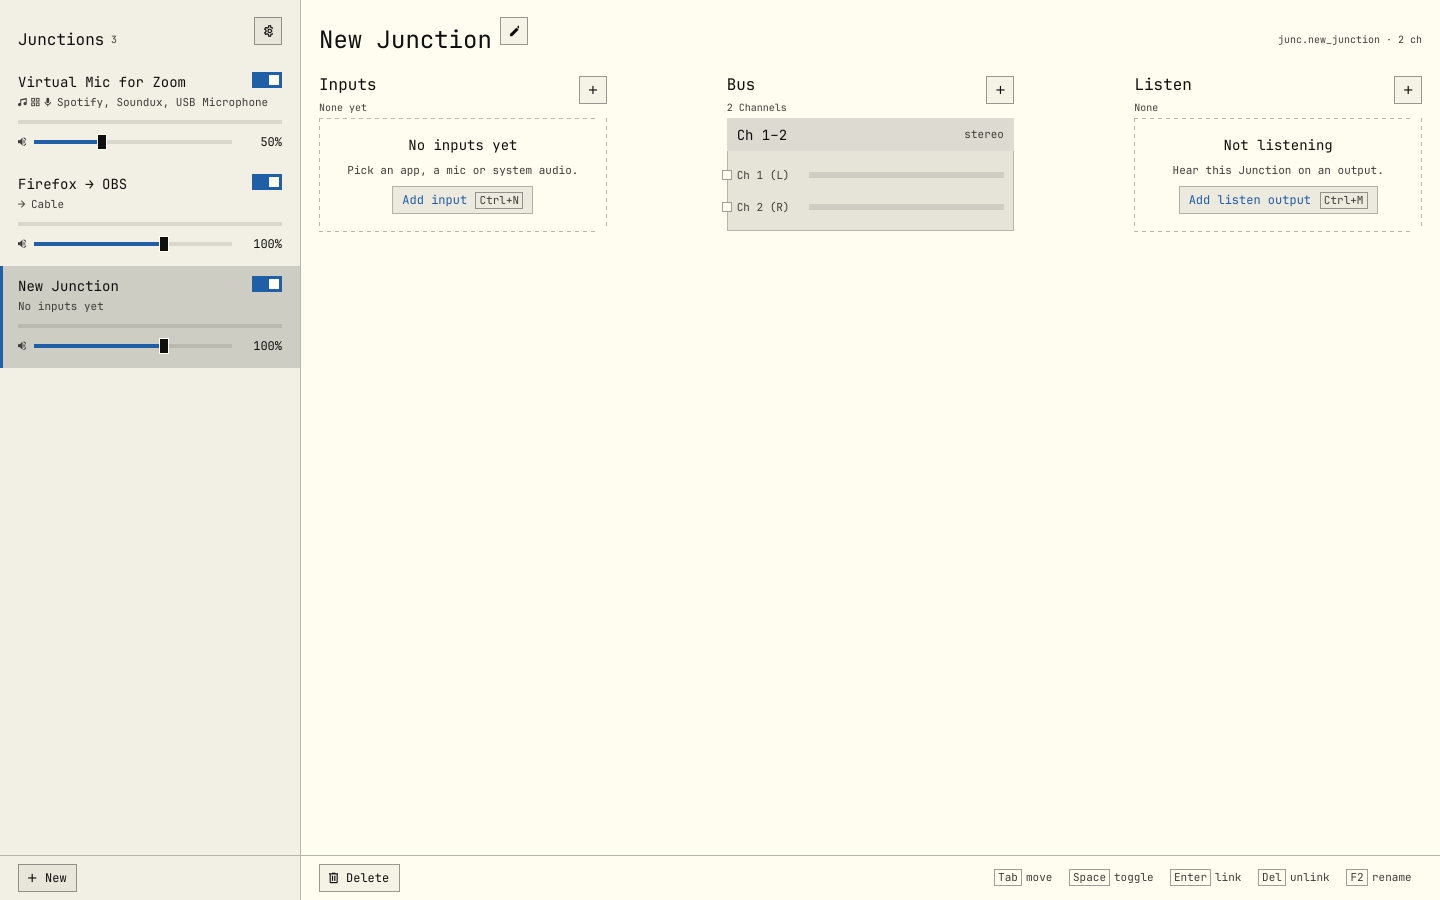 Junctions 3
Virtual Mic for Zoom
Spotify, Soundux, USB Microphone
50%
Firefox → OBS
→ Cable
100%
New Junction
No inputs yet
100%
+ New
New Junction
junc.new_junction · 2 ch
Inputs
+
None yet
No inputs yet
Pick an app, a mic or system audio.
Add input Ctrl+N
Bus
+
2 Channels
Ch 1–2 stereo
Ch 1 (L)
Ch 2 (R)
Listen
+
None
Not listening
Hear this Junction on an output.
Add listen output Ctrl+M
Delete
Tab move Space toggle Enter link Del unlink F2 rename